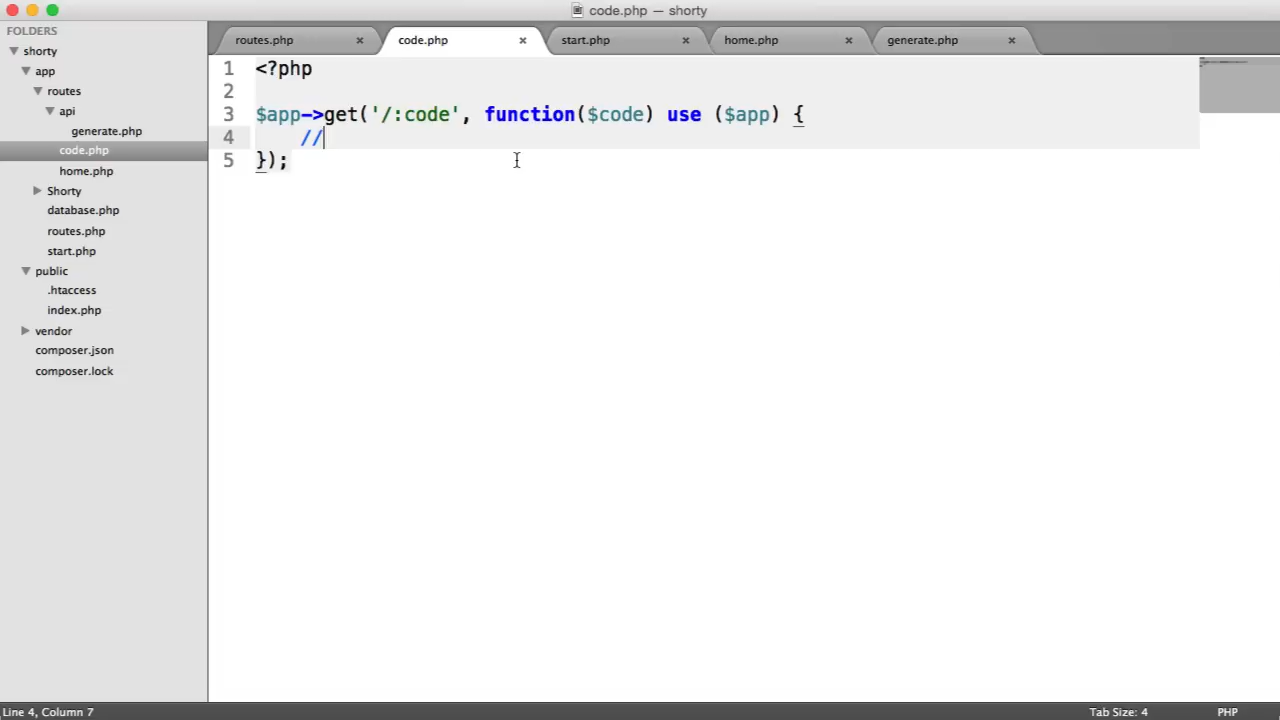 code.php — shorty
FOLDERS
shorty
app
routes
api
generate.php
code.php
home.php
Shorty
database.php
routes.php
start.php
public
.htaccess
index.php
vendor
composer.json
composer.lock
routes.php × code.php × start.php × home.php × generate.php ×
1 <?php
2
3 $app->get('/:code', function($code) use ($app) {
4     //
5 });
Line 4, Column 7
Tab Size: 4
PHP